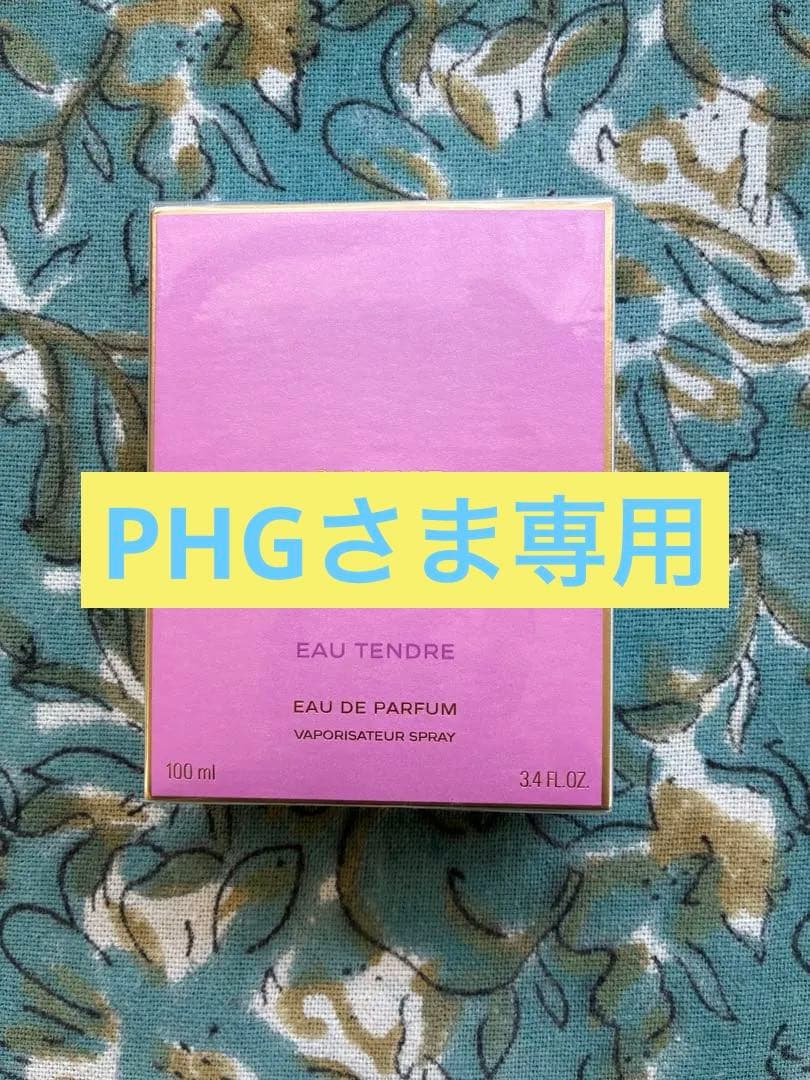 PHGさま専用
EAU TENDRE
EAU DE PARFUM
VAPORISATEUR SPRAY
100 ml
3.4 FL.OZ.